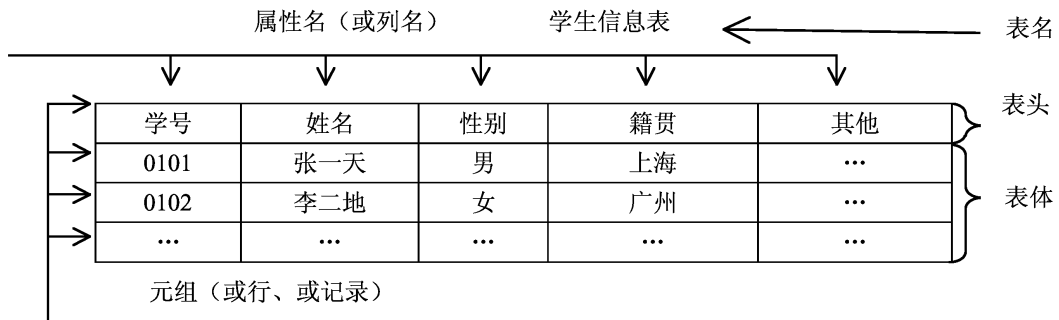 属性名（或列名） 学生信息表 表名
表头
学号 姓名 性别 籍贯 其他
0101 张一天 男 上海 …
0102 李二地 女 广州 … 表体
… … … … …
元组（或行、或记录）